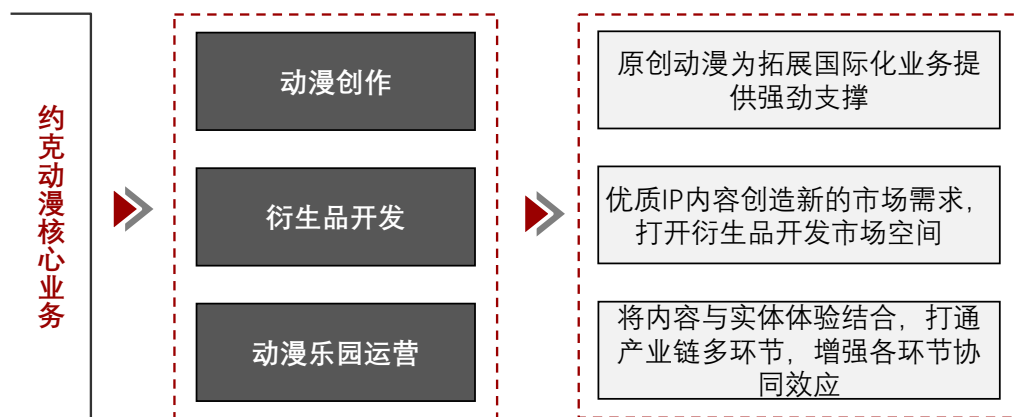 约克动漫核心业务
动漫创作
衍生品开发
动漫乐园运营
原创动漫为拓展国际化业务提
供强劲支撑
优质IP内容创造新的市场需求，
打开衍生品开发市场空间
将内容与实体体验结合，打通
产业链多环节，增强各环节协
同效应